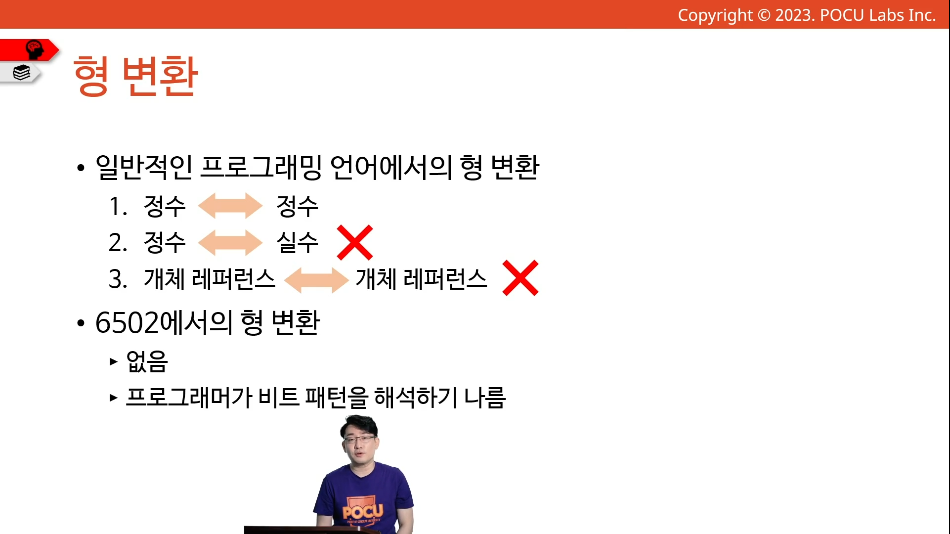 Copyright © 2023. POCU Labs Inc.
형 변환
• 일반적인 프로그래밍 언어에서의 형 변환
1. 정수 정수
2. 정수 실수
3. 개체 레퍼런스 개체 레퍼런스
• 6502에서의 형 변환
▸ 없음
▸ 프로그래머가 비트 패턴을 해석하기 나름
POCU